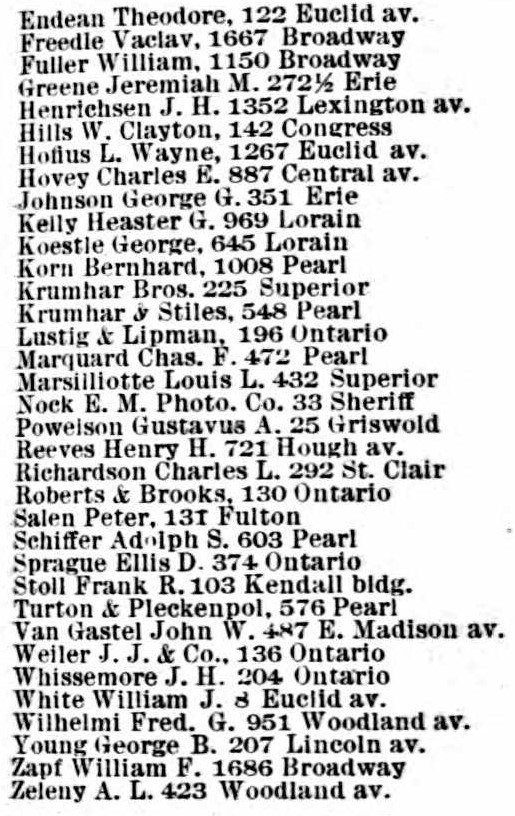 Endean Theodore, 122 Euclid av.
Freedle Vaclav, 1667 Broadway
Fuller William, 1150 Broadway
Greene Jeremiah M. 272½ Erie
Henrichsen J. H. 1352 Lexington av.
Hills W. Clayton, 142 Congress
Hofius L. Wayne, 1267 Euclid av.
Hovey Charles E. 887 Central av.
Johnson George G. 351 Erie
Kelly Heaster G. 969 Lorain
Koestle George, 645 Lorain
Korn Bernhard, 1008 Pearl
Krumhar Bros. 225 Superior
Krumhar & Stiles, 548 Pearl
Lustig & Lipman, 196 Ontario
Marquard Chas. F. 472 Pearl
Marsilliotte Louis L. 432 Superior
Nock E. M. Photo. Co. 33 Sheriff
Powelson Gustavus A. 25 Griswold
Reeves Henry H. 721 Hough av.
Richardson Charles L. 292 St. Clair
Roberts & Brooks, 130 Ontario
Salen Peter, 131 Fulton
Schiffer Adolph S. 603 Pearl
Sprague Ellis D. 374 Ontario
Stoll Frank R. 103 Kendall bldg.
Turton & Pleckenpol, 576 Pearl
Van Gastel John W. 487 E. Madison av.
Weiler J. J. & Co., 136 Ontario
Whissemore J. H. 204 Ontario
White William J. 8 Euclid av.
Wilhelmi Fred. G. 951 Woodland av.
Young George B. 207 Lincoln av.
Zapf William F. 1686 Broadway
Zeleny A. L. 423 Woodland av.